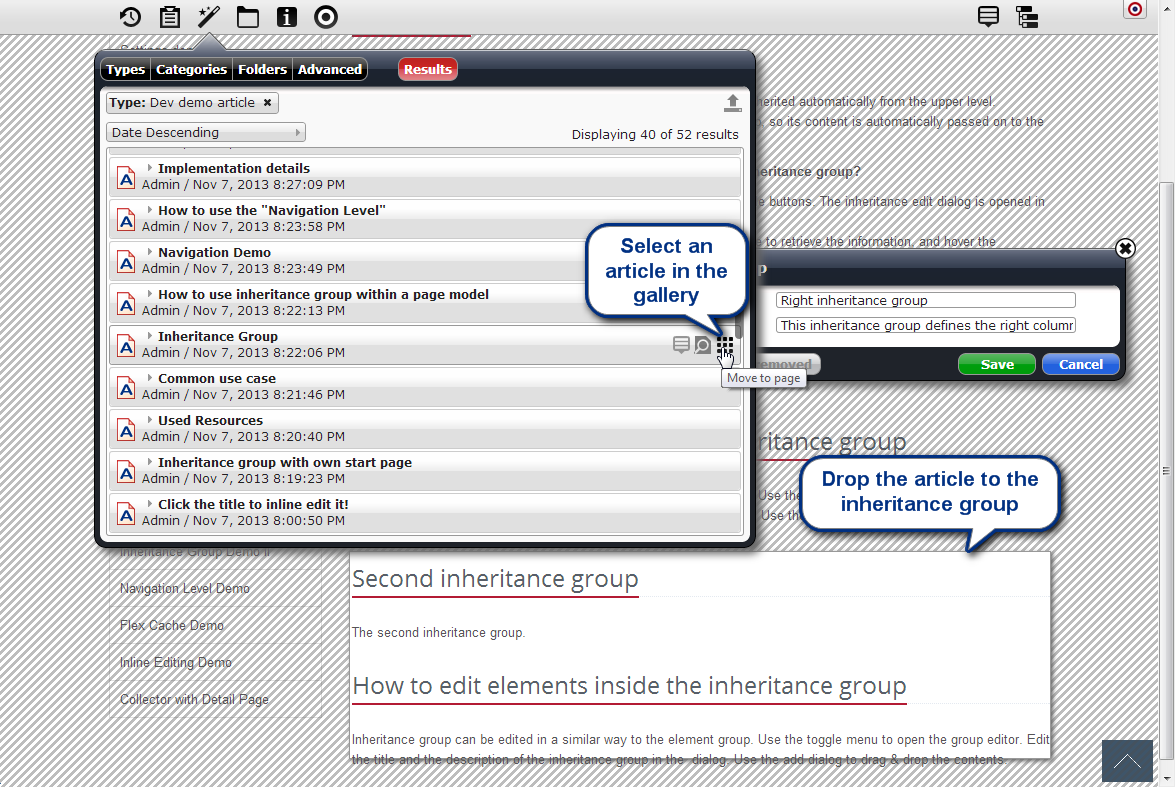 Types Categories Folders Advanced Results
Type: Dev demo article ×
Date Descending
Displaying 40 of 52 results
Implementation details
Admin / Nov 7, 2013 8:27:09 PM
How to use the "Navigation Level"
Admin / Nov 7, 2013 8:23:58 PM
Navigation Demo
Admin / Nov 7, 2013 8:23:49 PM
How to use inheritance group within a page model
Admin / Nov 7, 2013 8:22:13 PM
Inheritance Group
Admin / Nov 7, 2013 8:22:06 PM
Common use case
Admin / Nov 7, 2013 8:21:46 PM
Used Resources
Admin / Nov 7, 2013 8:20:40 PM
Inheritance group with own start page
Admin / Nov 7, 2013 8:19:23 PM
Click the title to inline edit it!
Admin / Nov 7, 2013 8:00:50 PM
Select an
article in the
gallery
Move to page
herited automatically from the upper level.
, so its content is automatically passed on to the
heritance group?
e buttons. The inheritance edit dialog is opened in
e to retrieve the information, and hover the
p
Right inheritance group
This inheritance group defines the right column
emoved
Save
Cancel
ritance group
Use the
Use the
Drop the article to the
inheritance group
Inheritance Group Demo II
Navigation Level Demo
Flex Cache Demo
Inline Editing Demo
Collector with Detail Page
Second inheritance group
The second inheritance group.
How to edit elements inside the inheritance group
Inheritance group can be edited in a similar way to the element group. Use the toggle menu to open the group editor. Edit
the title and the description of the inheritance group in the dialog. Use the add dialog to drag & drop the contents.